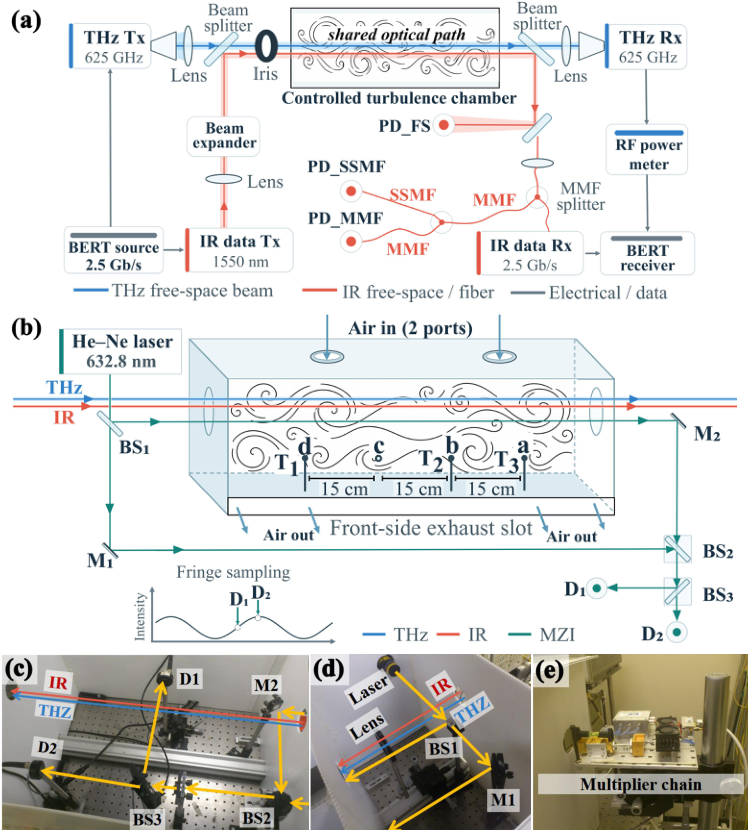 (a)
THz Tx
625 GHz
Lens
Beam
splitter
Iris
shared optical path
Controlled turbulence chamber
Beam
splitter
Lens
THz Rx
625 GHz
Beam
expander
Lens
PD_FS
PD_SSMF
SSMF
PD_MMF
MMF
MMF
MMF
splitter
RF power
meter
BERT source
2.5 Gb/s
IR data Tx
1550 nm
IR data Rx
2.5 Gb/s
BERT
receiver
THz free-space beam
IR free-space / fiber
Electrical / data
(b)
He–Ne laser
632.8 nm
Air in (2 ports)
THz
IR
BS1
M2
T1
d
c
T2
b
T3
a
15 cm
15 cm
15 cm
Air out
Front-side exhaust slot
Air out
M1
BS2
BS3
D1
D2
Fringe sampling
Intensity
D1
D2
THz
IR
MZI
(c)
IR
THZ
D1
M2
D2
BS3
BS2
(d)
Laser
IR
THZ
Lens
BS1
M1
(e)
Multiplier chain